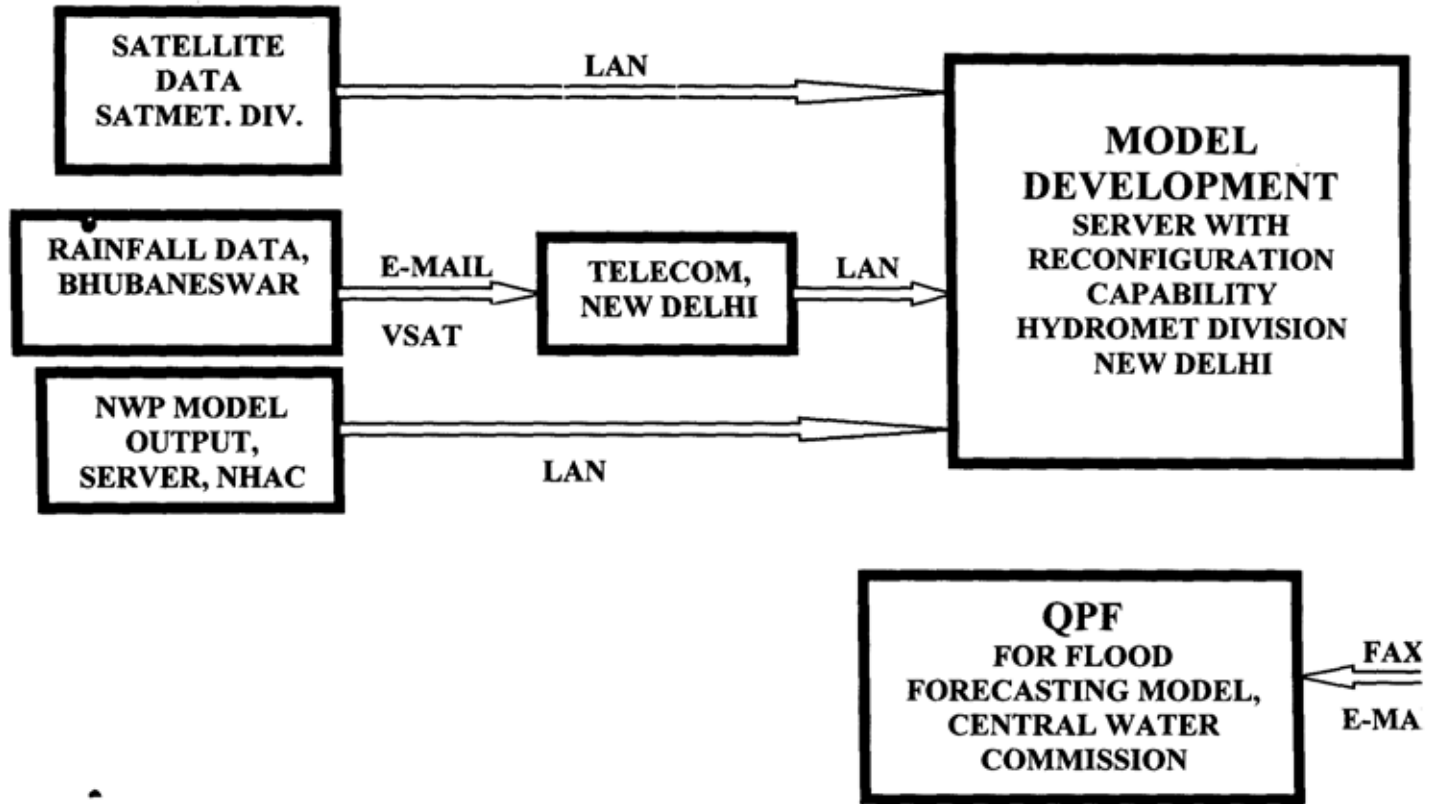 SATELLITE
DATA
SATMET. DIV.
LAN
RAINFALL DATA,
BHUBANESWAR
E-MAIL
VSAT
TELECOM,
NEW DELHI
LAN
NWP MODEL
OUTPUT,
SERVER, NHAC
LAN
MODEL
DEVELOPMENT
SERVER WITH
RECONFIGURATION
CAPABILITY
HYDROMET DIVISION
NEW DELHI
QPF
FOR FLOOD
FORECASTING MODEL,
CENTRAL WATER
COMMISSION
FAX
E-MA